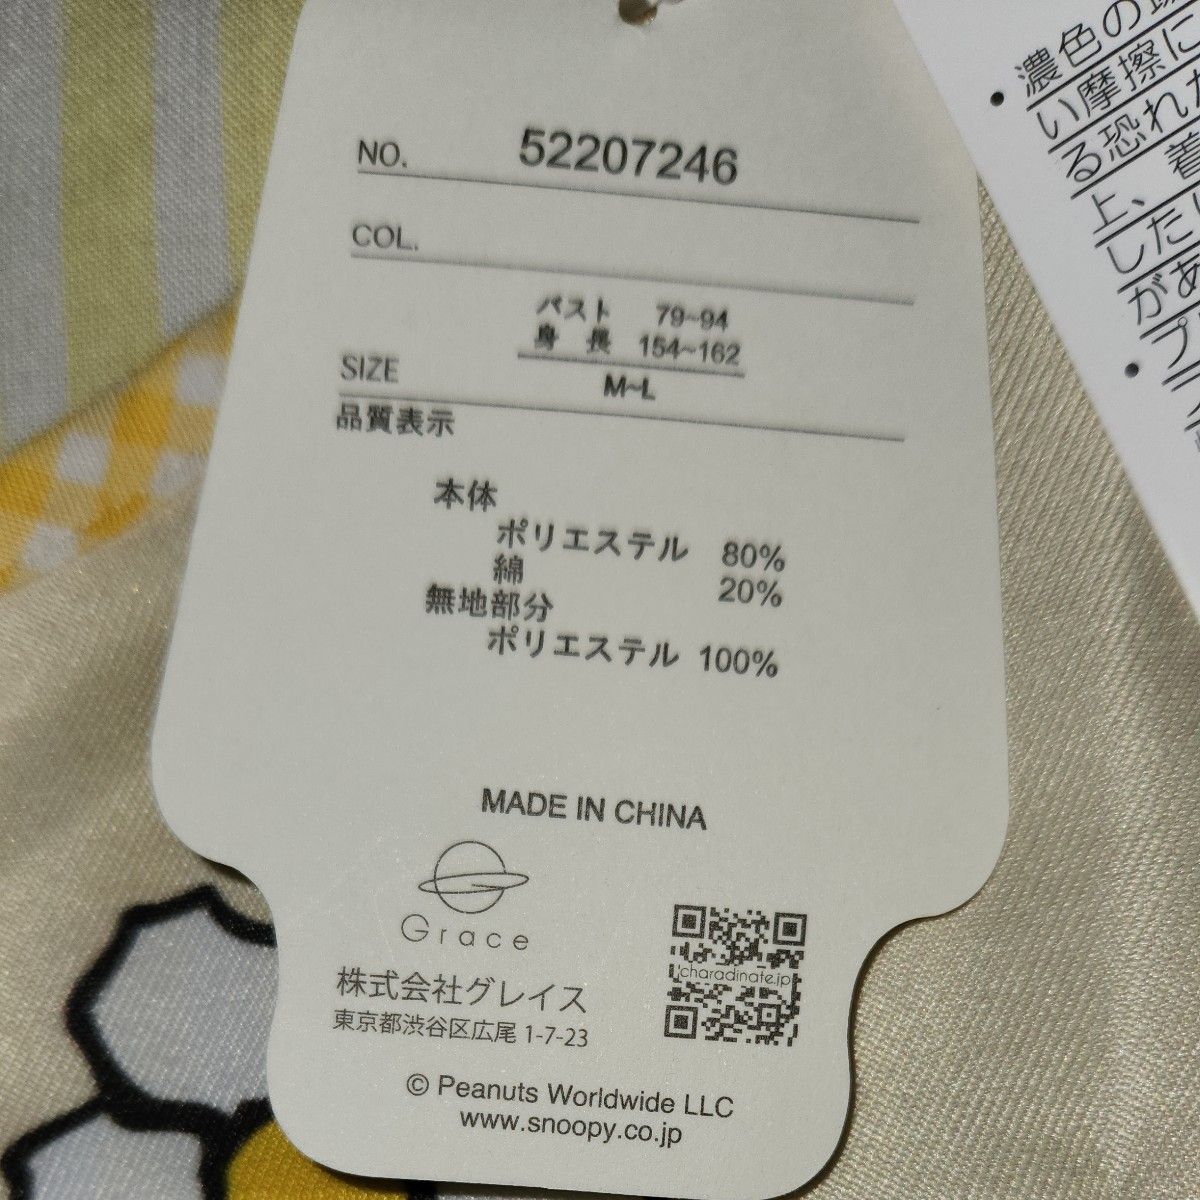 NO. 52207246
COL.
バスト 79~94
身 長 154~162
SIZE M~L
品質表示
本体
ポリエステル 80%
綿 20%
無地部分
ポリエステル 100%
MADE IN CHINA
Grace
charadinate.jp
株式会社グレイス
東京都渋谷区広尾 1-7-23
© Peanuts Worldwide LLC
www.snoopy.co.jp
・濃色の
い摩擦に
る恐れが
上、着
したり
があ
プリ